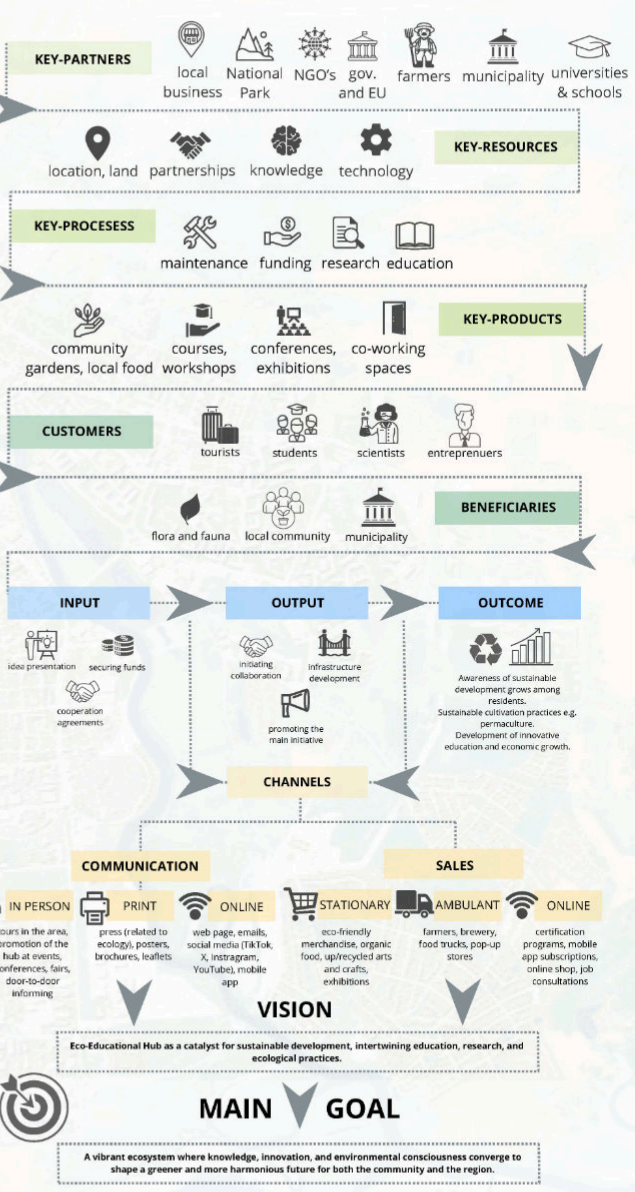 KEY-PARTNERS
local business
National Park
NGO's
gov. and EU
farmers
municipality
universities & schools
location, land
partnerships
knowledge
technology
KEY-RESOURCES
KEY-PROCESESS
maintenance
funding
research
education
community gardens, local food
courses, workshops
conferences, exhibitions
co-working spaces
KEY-PRODUCTS
CUSTOMERS
tourists
students
scientists
entreprenuers
flora and fauna
local community
municipality
BENEFICIARIES
INPUT
OUTPUT
OUTCOME
idea presentation
securing funds
cooperation
agreements
initiating
collaboration
infrastructure
development
promoting the
main initiative
Awareness of sustainable
development grows among
residents.
Sustainable cultivation practices e.g.
permaculture.
Development of innovative
education and economic growth.
CHANNELS
COMMUNICATION
SALES
IN PERSON
ours in the area,
romotion of the
hub at events,
onferences, fairs,
door-to-door
informing
PRINT
press (related to
ecology), posters,
brochures, leaflets
ONLINE
web page, emails,
social media (TikTok,
X, Instragram,
YouTube), mobile
app
STATIONARY
eco-friendly
merchandise, organic
food, up/recycled arts
and crafts,
exhibitions
AMBULANT
farmers, brewery,
food trucks, pop-up
stores
ONLINE
certification
programs, mobile
app subscriptions,
online shop, job
consultations
VISION
Eco-Educational Hub as a catalyst for sustainable development, intertwining education, research, and
ecological practices.
MAIN GOAL
A vibrant ecosystem where knowledge, innovation, and environmental consciousness converge to
shape a greener and more harmonious future for both the community and the region.